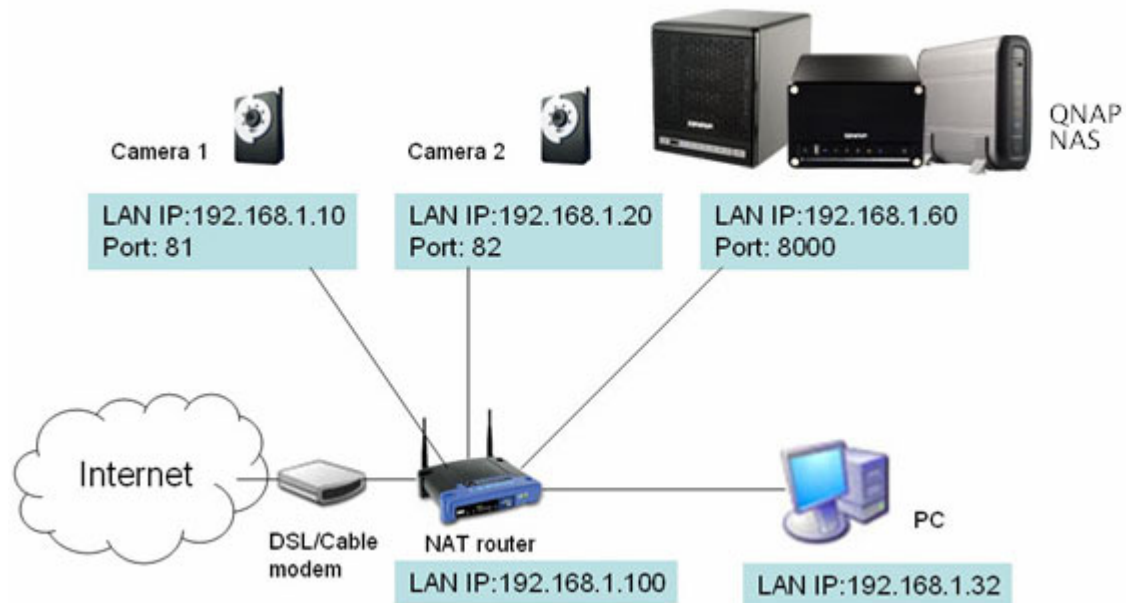 QNAP
NAS
Camera 1
Camera 2
LAN IP:192.168.1.10
Port: 81
LAN IP:192.168.1.20
Port: 82
LAN IP:192.168.1.60
Port: 8000
Internet
DSL/Cable
modem
NAT router
LAN IP:192.168.1.100
PC
LAN IP:192.168.1.32